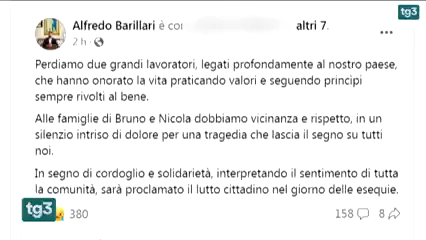 tg3
Alfredo Barillari è con altri 7.
2 h
Perdiamo due grandi lavoratori, legati profondamente al nostro paese,
che hanno onorato la vita praticando valori e seguendo princìpi
sempre rivolti al bene.
Alle famiglie di Bruno e Nicola dobbiamo vicinanza e rispetto, in un
silenzio intriso di dolore per una tragedia che lascia il segno su tutti
noi.
In segno di cordoglio e solidarietà, interpretando il sentimento di tutta
la comunità, sarà proclamato il lutto cittadino nel giorno delle esequie.
tg3 380 158 8